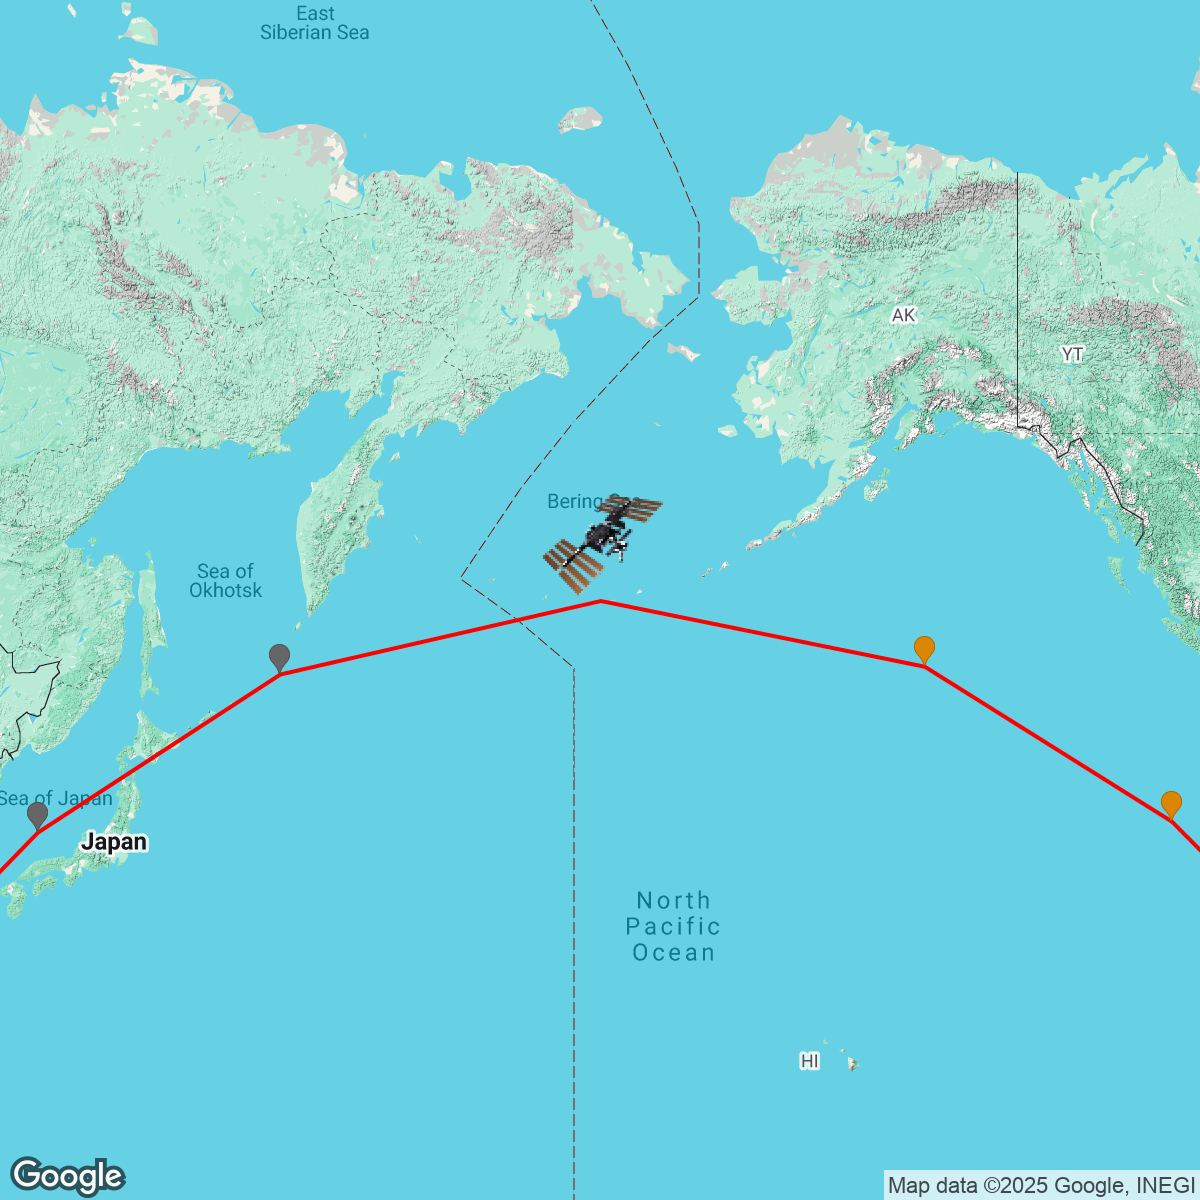 East
Siberian Sea
AK
YT
Bering
Sea of
Okhotsk
Sea of Japan
Japan
North
Pacific
Ocean
HI
Google
Map data ©2025 Google, INEGI